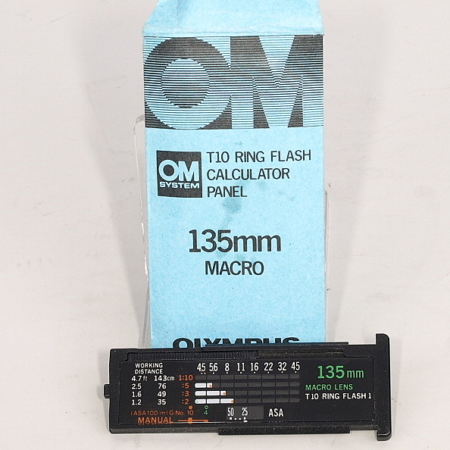 OM
OM
SYSTEM
T10 RING FLASH
CALCULATOR
PANEL
135mm
MACRO
OLYMPUS
WORKING
DISTANCE
4.7ft 143cm 1:10
2.5 76 :5
1.6 49 :3
1.2 35 :2
45 56 8 11 16 22 32 45
135mm
MACRO LENS
T10 RING FLASH 1
(ASA100·m) G.No. 10 4
MANUAL
50 25
ASA